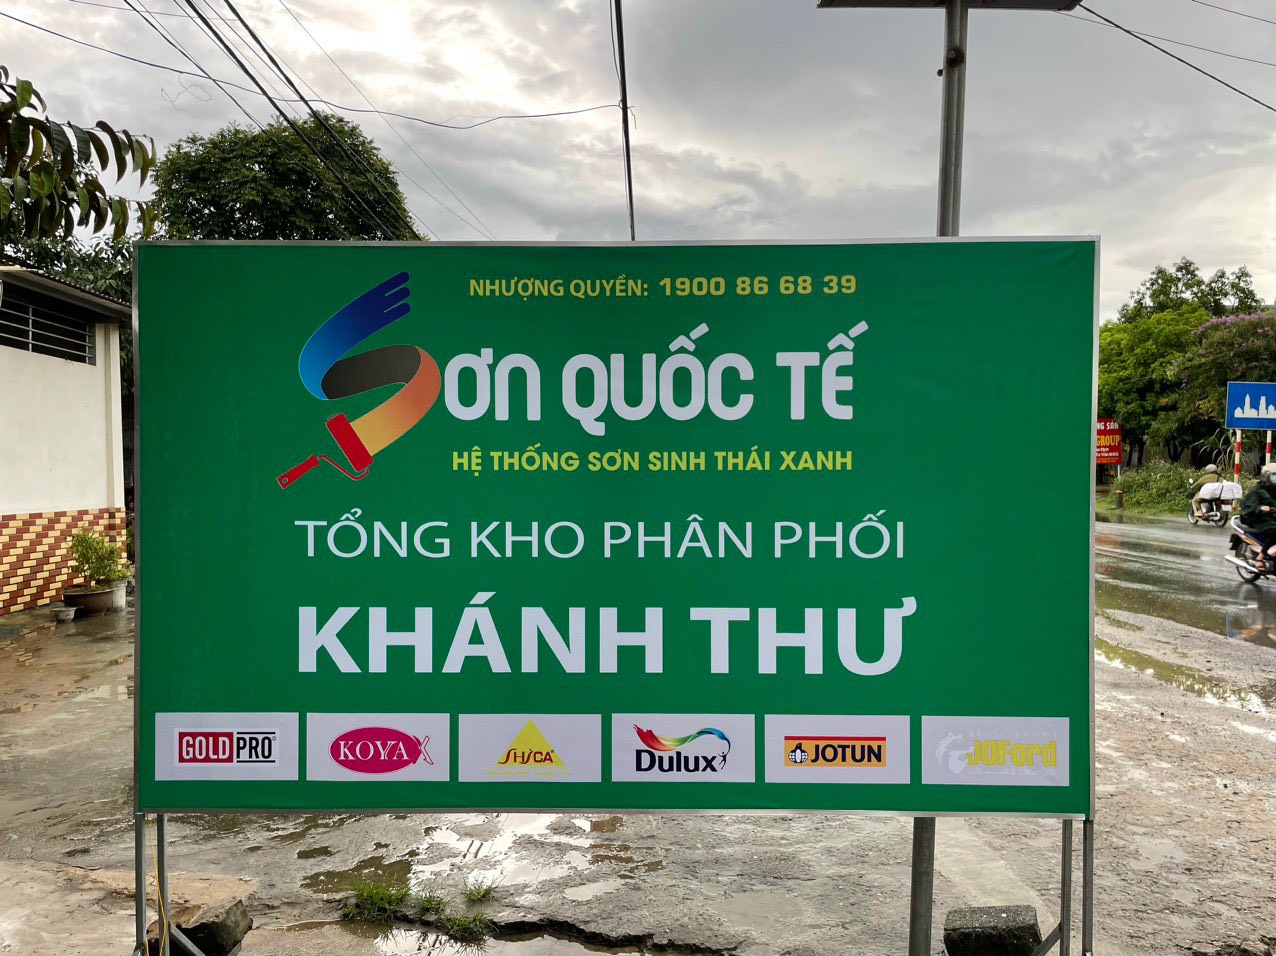 NHƯỢNG QUYỀN: 1900 86 68 39
SƠN QUỐC TẾ
HỆ THỐNG SƠN SINH THÁI XANH
TỔNG KHO PHÂN PHỐI
KHÁNH THƯ
GOLD PRO®
KOYA
SHICA
Dulux
JOTUN
JOFord
GROUP